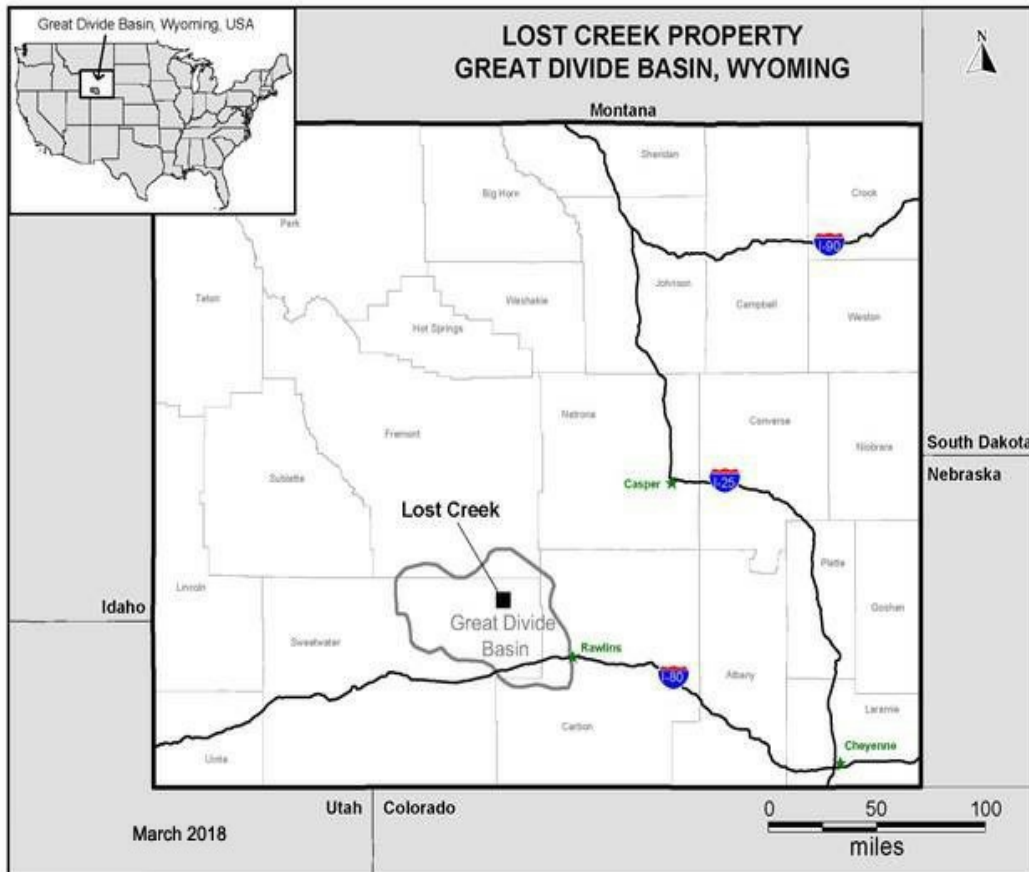 Great Divide Basin, Wyoming, USA
LOST CREEK PROPERTY
GREAT DIVIDE BASIN, WYOMING
N
Montana
Sheridan
Crook
Big Horn
Park
I-90
Johnson
Teton
Washakie
Campbell
Weston
Hot Springs
Natrona
Converse
Fremont
Niobrara
South Dakota
Nebraska
Sublette
Casper
I-25
Lost Creek
Platte
Lincoln
Goshen
Idaho
Great Divide
Basin
Sweetwater
Rawlins
I-80
Albany
Laramie
Carbon
Cheyenne
Uinta
Utah
Colorado
March 2018
0 50 100
miles